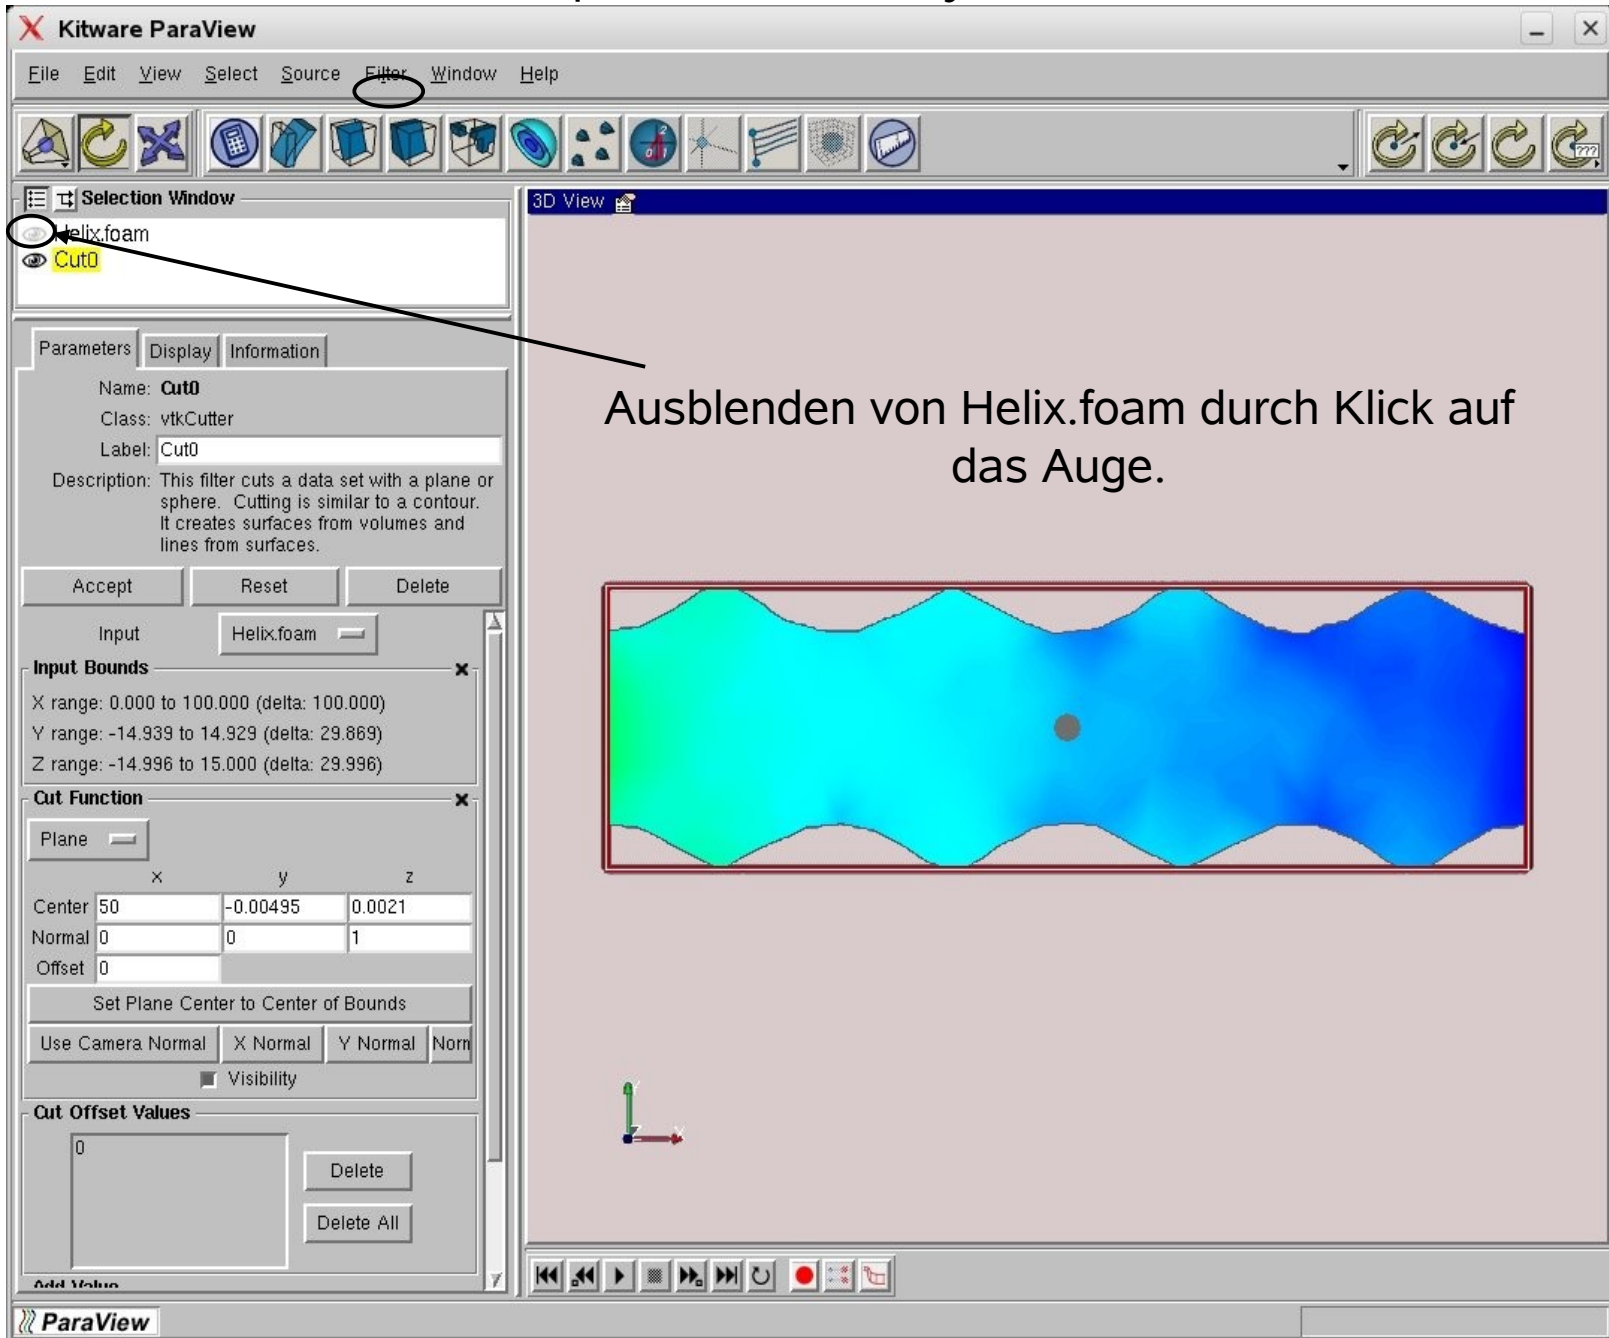 Kitware ParaView
File Edit View Select Source Filter Window Help
Selection Window
3D View
Helix.foam
Cut0
Parameters Display Information
Name: Cut0
Class: vtkCutter
Label: Cut0
Description: This filter cuts a data set with a plane or
sphere. Cutting is similar to a contour.
It creates surfaces from volumes and
lines from surfaces.
Accept Reset Delete
Input Helix.foam
Input Bounds
X range: 0.000 to 100.000 (delta: 100.000)
Y range: -14.939 to 14.929 (delta: 29.869)
Z range: -14.996 to 15.000 (delta: 29.996)
Cut Function
Plane
x y z
Center 50 -0.00495 0.0021
Normal 0 0 1
Offset 0
Set Plane Center to Center of Bounds
Use Camera Normal X Normal Y Normal Norn
Visibility
Cut Offset Values
0
Delete
Delete All
Add Value
ParaView
Ausblenden von Helix.foam durch Klick auf
das Auge.
Y
Z X
???